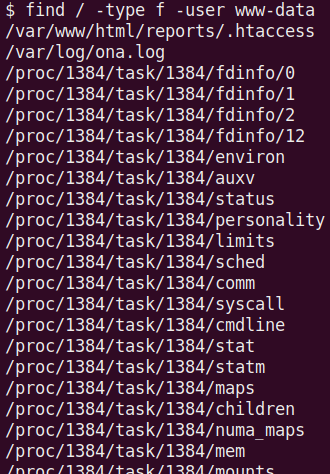 $ find / -type f -user www-data
/var/www/html/reports/.htaccess
/var/log/ona.log
/proc/1384/task/1384/fdinfo/0
/proc/1384/task/1384/fdinfo/1
/proc/1384/task/1384/fdinfo/2
/proc/1384/task/1384/fdinfo/12
/proc/1384/task/1384/environ
/proc/1384/task/1384/auxv
/proc/1384/task/1384/status
/proc/1384/task/1384/personality
/proc/1384/task/1384/limits
/proc/1384/task/1384/sched
/proc/1384/task/1384/comm
/proc/1384/task/1384/syscall
/proc/1384/task/1384/cmdline
/proc/1384/task/1384/stat
/proc/1384/task/1384/statm
/proc/1384/task/1384/maps
/proc/1384/task/1384/children
/proc/1384/task/1384/numa_maps
/proc/1384/task/1384/mem
/proc/1384/task/1384/mounts